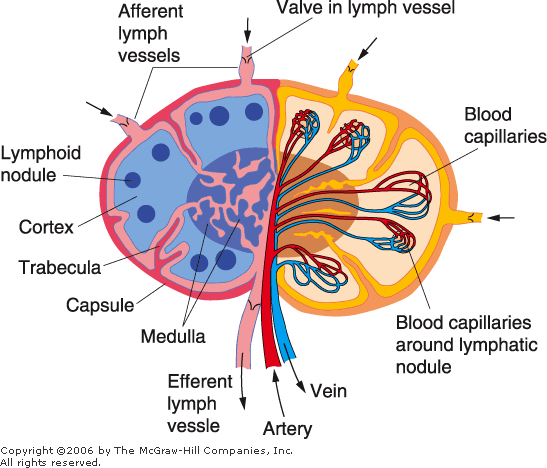 Afferent
lymph
vessels
Valve in lymph vessel
Blood
capillaries
Lymphoid
nodule
Cortex
Trabecula
Capsule
Medulla
Blood capillaries
around lymphatic
nodule
Efferent
lymph
vessle
Vein
Artery
Copyright ©2006 by The McGraw-Hill Companies, Inc.
All rights reserved.